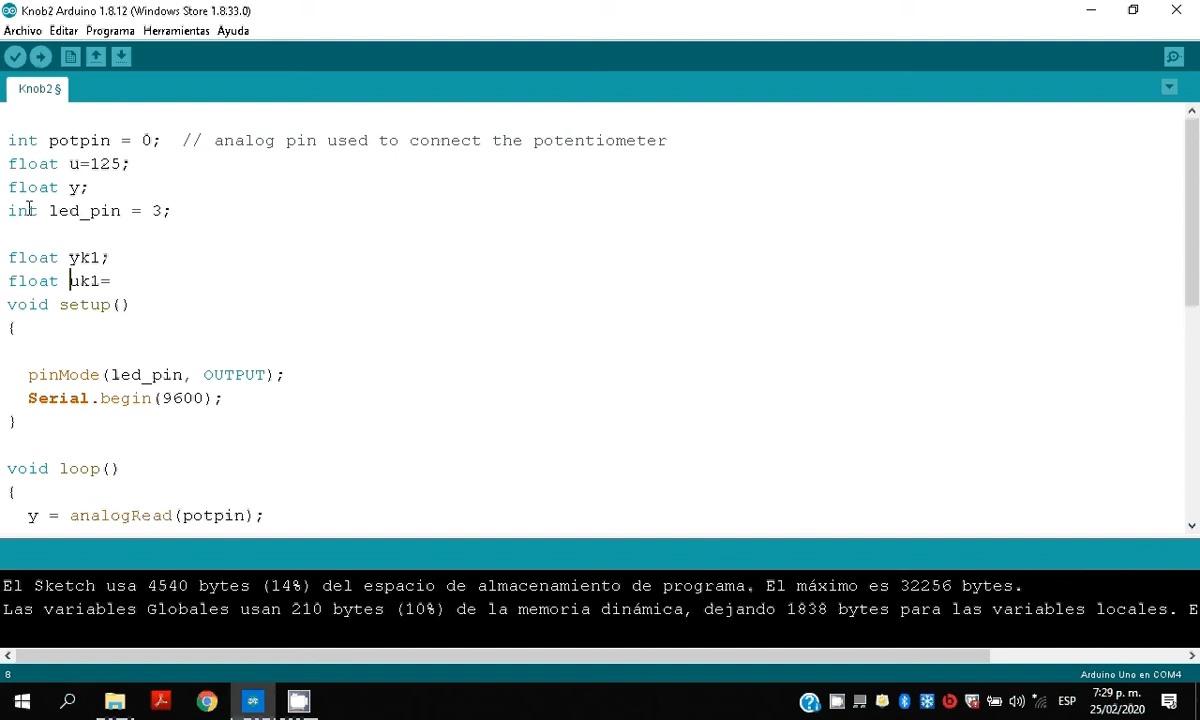 Knob2 Arduino 1.8.12 (Windows Store 1.8.33.0)
Archivo Editar Programa Herramientas Ayuda
Knob2 §
int potpin = 0;  // analog pin used to connect the potentiometer
float u=125;
float y;
int led_pin = 3;
float yk1;
float uk1=
void setup()
{
pinMode(led_pin, OUTPUT);
Serial.begin(9600);
}
void loop()
{
y = analogRead(potpin);
El Sketch usa 4540 bytes (14%) del espacio de almacenamiento de programa. El máximo es 32256 bytes.
Las variables Globales usan 210 bytes (10%) de la memoria dinámica, dejando 1838 bytes para las variables locales. E
8
Arduino Uno en COM4
ESP
7:29 p. m.
25/02/2020